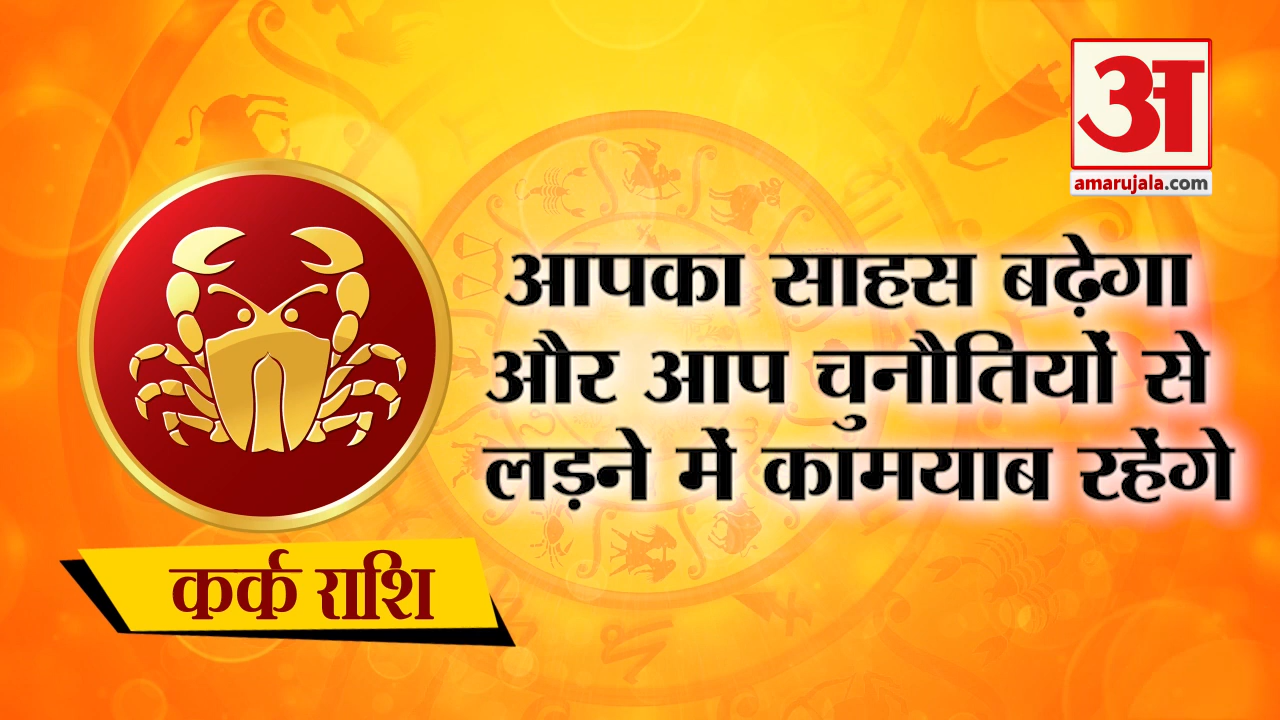 अ
amarujala.com
आपका साहस बढ़ेगा
और आप चुनौतियों से
लड़ने में कामयाब रहेंगे
कर्क राशि